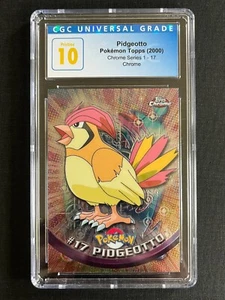 CGC UNIVERSAL GRADE
Pristine
10
Pidgeotto
Pokémon Topps (2000)
Chrome Series 1 - 17
Chrome
Topps
Chrome
POKéMON
#17 PIDGEOTTO